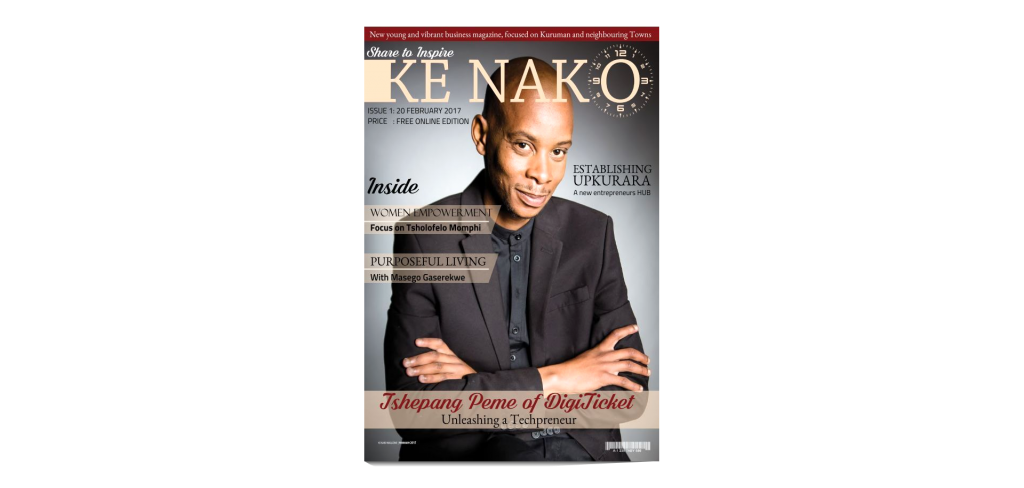 New young and vibrant business magazine, focused on Kuruman and neighbouring Towns
Share to Inspire
KE NAKO
12
3
6
9
ISSUE 1: 20 FEBRUARY 2017
PRICE : FREE ONLINE EDITION
ESTABLISHING
UPKURARA
A new entrepreneurs HUB
Inside
WOMEN EMPOWERMENT
Focus on Tsholofelo Momphi
PURPOSEFUL LIVING
With Masego Gaserekwe
Tshepang Peme of DigiTicket
Unleashing a Techpreneur